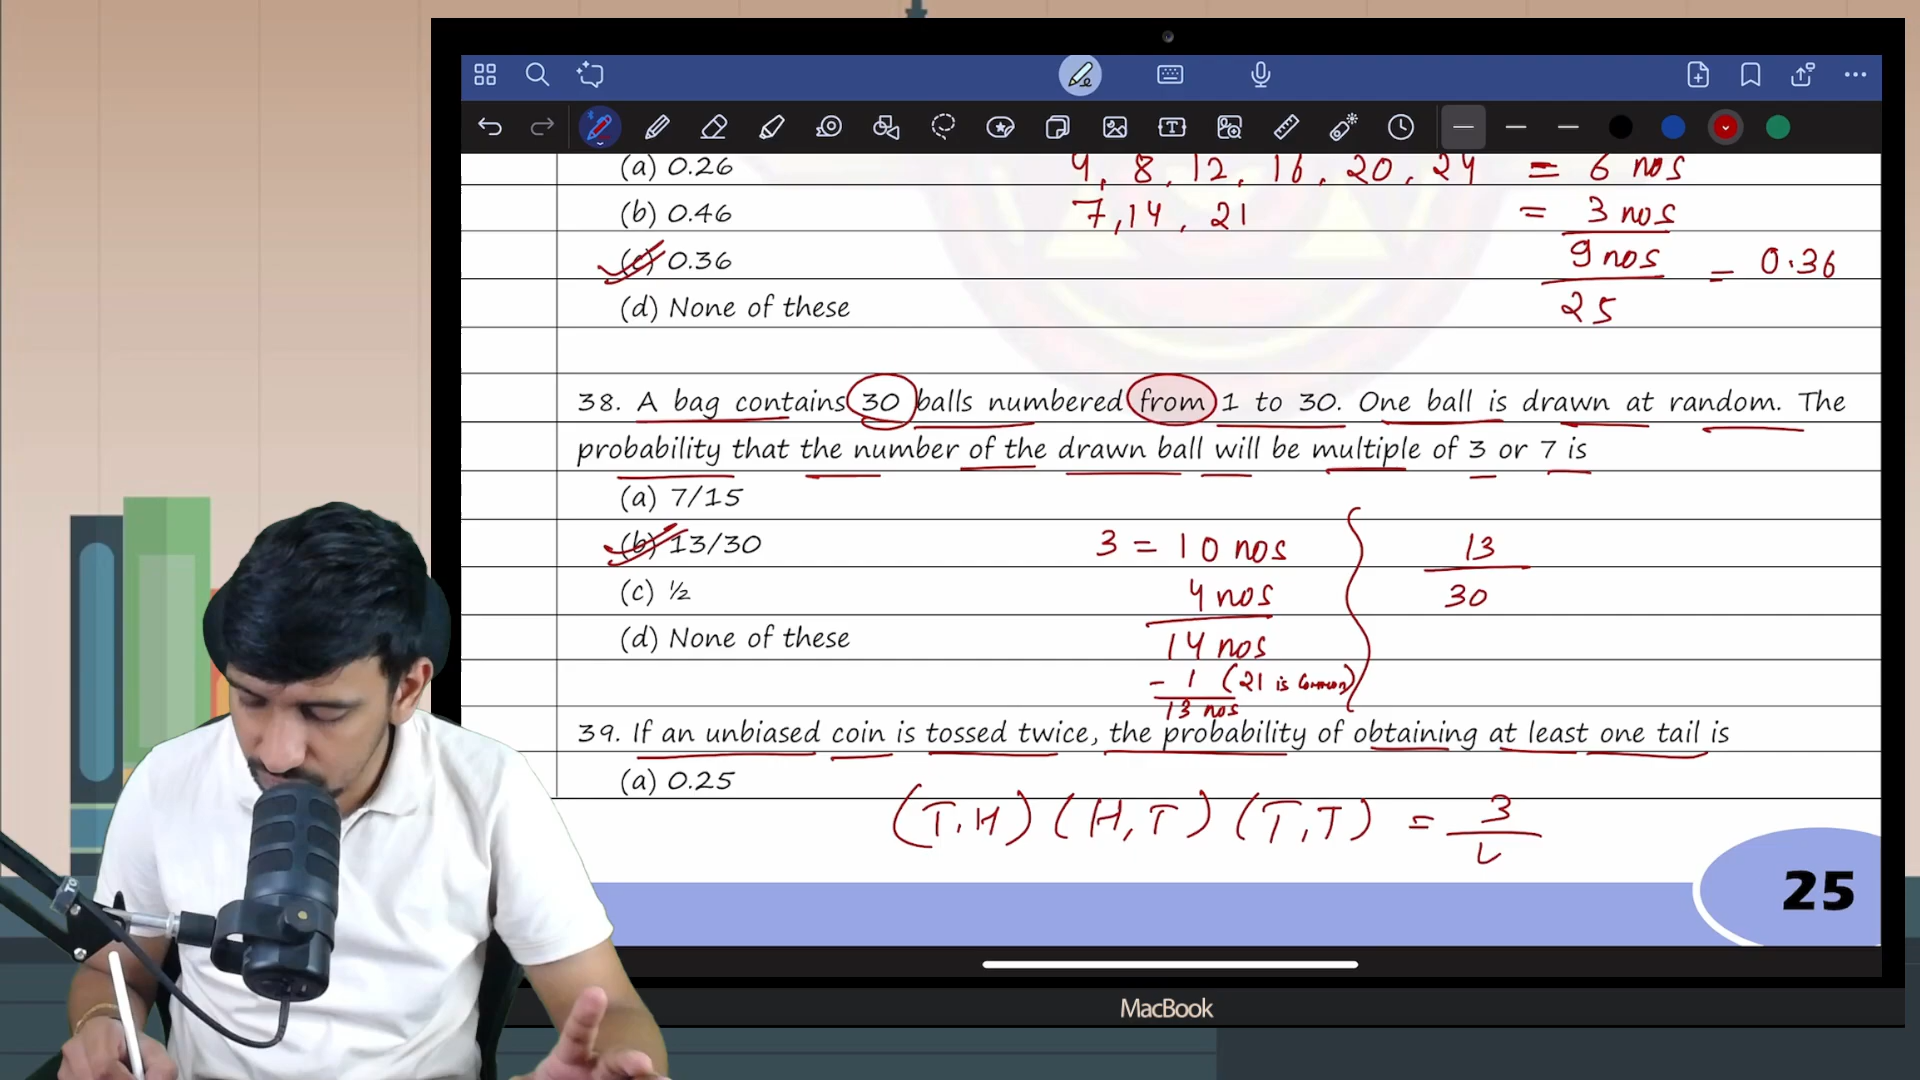 (a) 0.26 4, 8, 12, 16, 20, 24 = 6 nos
(b) 0.46 7, 14, 21 = 3 nos
(c) 0.36 9 nos = 0.36
(d) None of these 25
38. A bag contains 30 balls numbered from 1 to 30. One ball is drawn at random. The
probability that the number of the drawn ball will be multiple of 3 or 7 is
(a) 7/15
(b) 13/30 3 = 10 nos 13
(c) ½ 4 nos 30
(d) None of these 14 nos
- 1 (21 is common)
13 nos
39. If an unbiased coin is tossed twice, the probability of obtaining at least one tail is
(a) 0.25
(T,H) (H,T) (T,T) = 3
25
MacBook